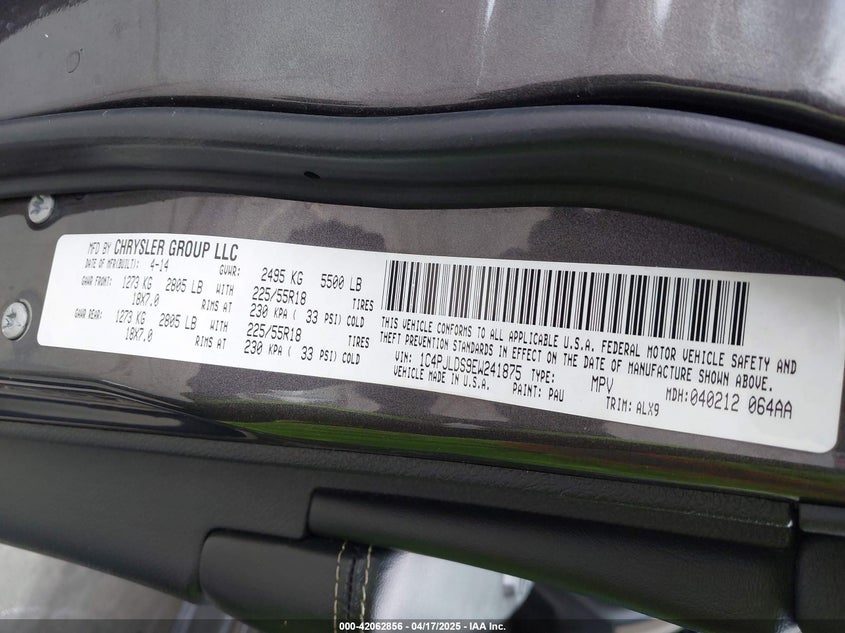 MFD BY CHRYSLER GROUP LLC
DATE OF MFR(BUILT): 4-14 GVWR: 2495 KG 5500 LB
GAWR FRONT: 1273 KG 2805 LB WITH 225/55R18 TIRES
18X7.0 RIMS AT 230 KPA ( 33 PSI) COLD
GAWR REAR: 1273 KG 2805 LB WITH 225/55R18 TIRES
18X7.0 RIMS AT 230 KPA ( 33 PSI) COLD
THIS VEHICLE CONFORMS TO ALL APPLICABLE U.S.A. FEDERAL MOTOR VEHICLE SAFETY AND
THEFT PREVENTION STANDARDS IN EFFECT ON THE DATE OF MANUFACTURE SHOWN ABOVE.
VIN: 1C4PJLDS9EW241875 TYPE: MPV MDH:040212 064AA
MADE IN U.S.A. PAINT: PAU TRIM: ALX9
000-42062856 - 04/17/2025 - IAA Inc.